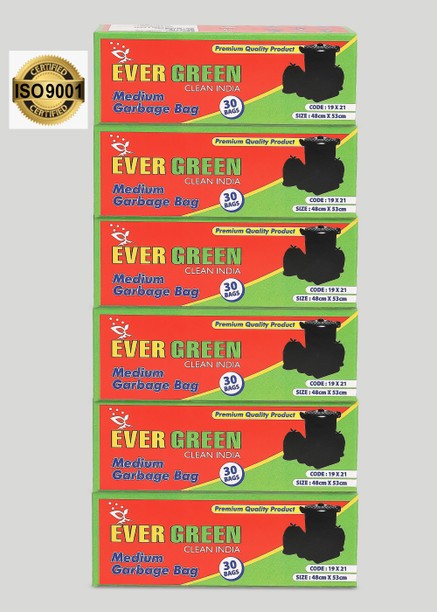 CERTIFIED
ISO 9001
CERTIFIED
Premium Quality Product
EVER GREEN
CLEAN INDIA
Medium
Garbage Bag
30
BAGS
CODE : 19 X 21
SIZE : 48cm X 53cm
Premium Quality Product
EVER GREEN
CLEAN INDIA
Medium
Garbage Bag
30
BAGS
CODE : 19 X 21
SIZE : 48cm X 53cm
Premium Quality Product
EVER GREEN
CLEAN INDIA
Medium
Garbage Bag
30
BAGS
CODE : 19 X 21
SIZE : 48cm X 53cm
Premium Quality Product
EVER GREEN
CLEAN INDIA
Medium
Garbage Bag
30
BAGS
CODE : 19 X 21
SIZE : 48cm X 53cm
Premium Quality Product
EVER GREEN
CLEAN INDIA
Medium
Garbage Bag
30
BAGS
CODE : 19 X 21
SIZE : 48cm X 53cm
Premium Quality Product
EVER GREEN
CLEAN INDIA
Medium
Garbage Bag
30
BAGS
CODE : 19 X 21
SIZE : 48cm X 53cm